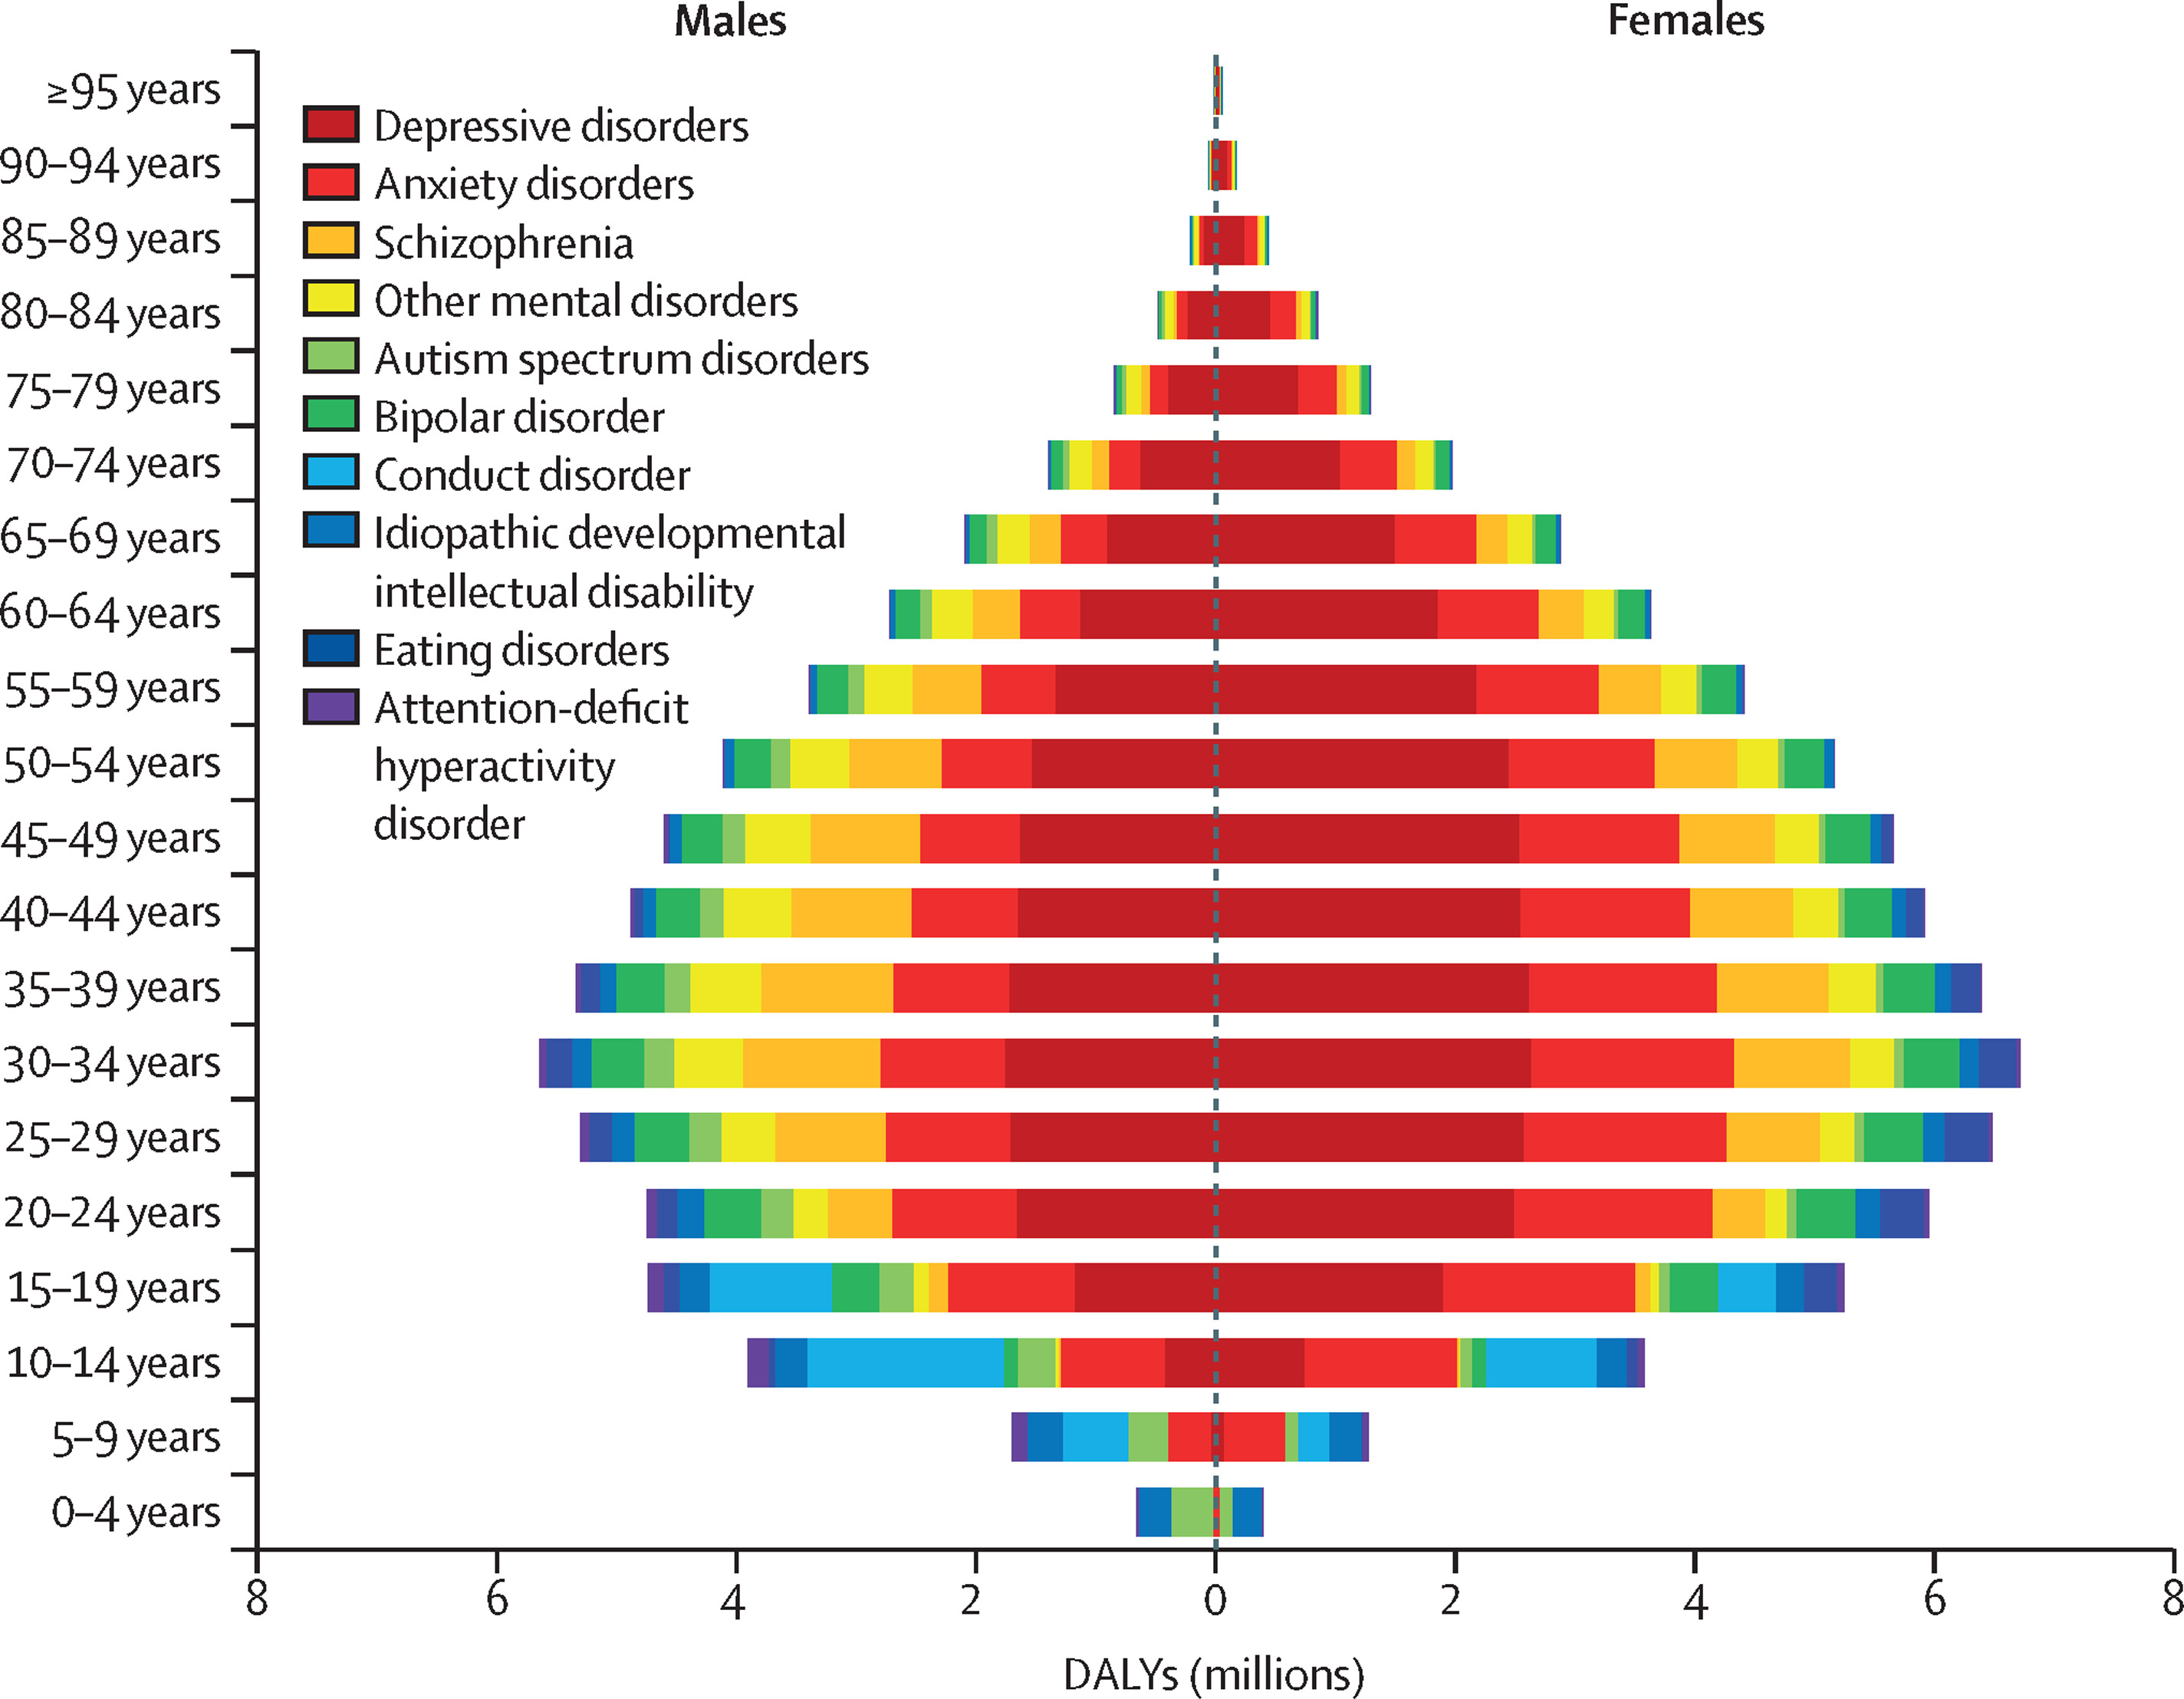 Males
Females
≥95 years
90–94 years
85–89 years
80–84 years
75–79 years
70–74 years
65–69 years
60–64 years
55–59 years
50–54 years
45–49 years
40–44 years
35–39 years
30–34 years
25–29 years
20–24 years
15–19 years
10–14 years
5–9 years
0–4 years
Depressive disorders
Anxiety disorders
Schizophrenia
Other mental disorders
Autism spectrum disorders
Bipolar disorder
Conduct disorder
Idiopathic developmental
intellectual disability
Eating disorders
Attention-deficit
hyperactivity
disorder
8 6 4 2 0 2 4 6 8
DALYs (millions)